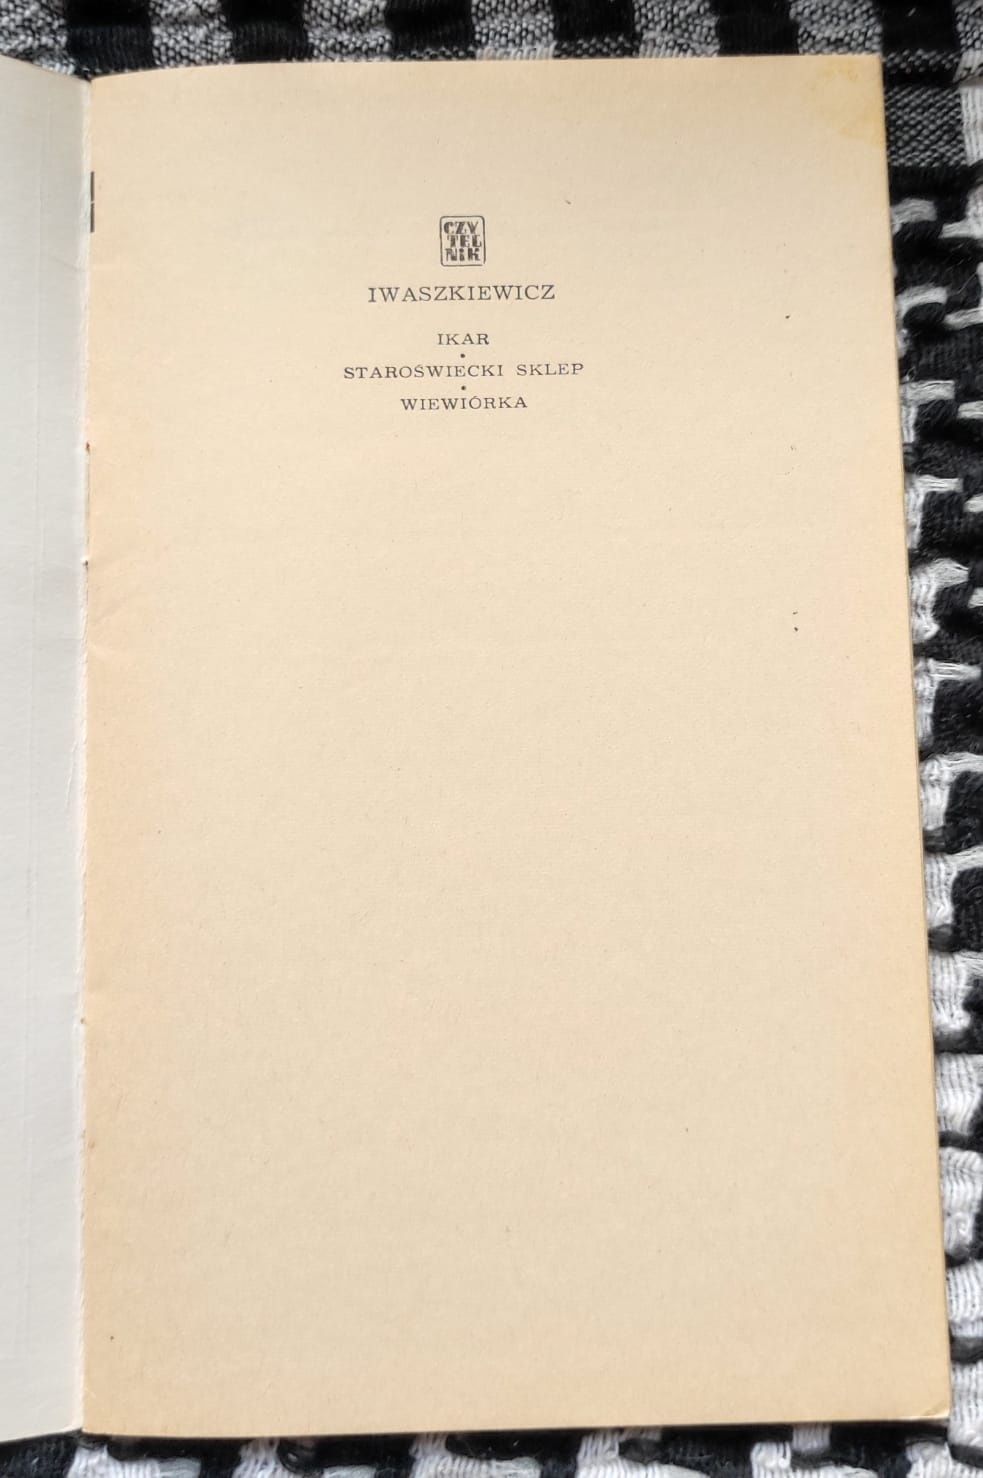 CZY
TEL
NIK
IWASZKIEWICZ
IKAR
•
STAROŚWIECKI SKLEP
•
WIEWIÓRKA